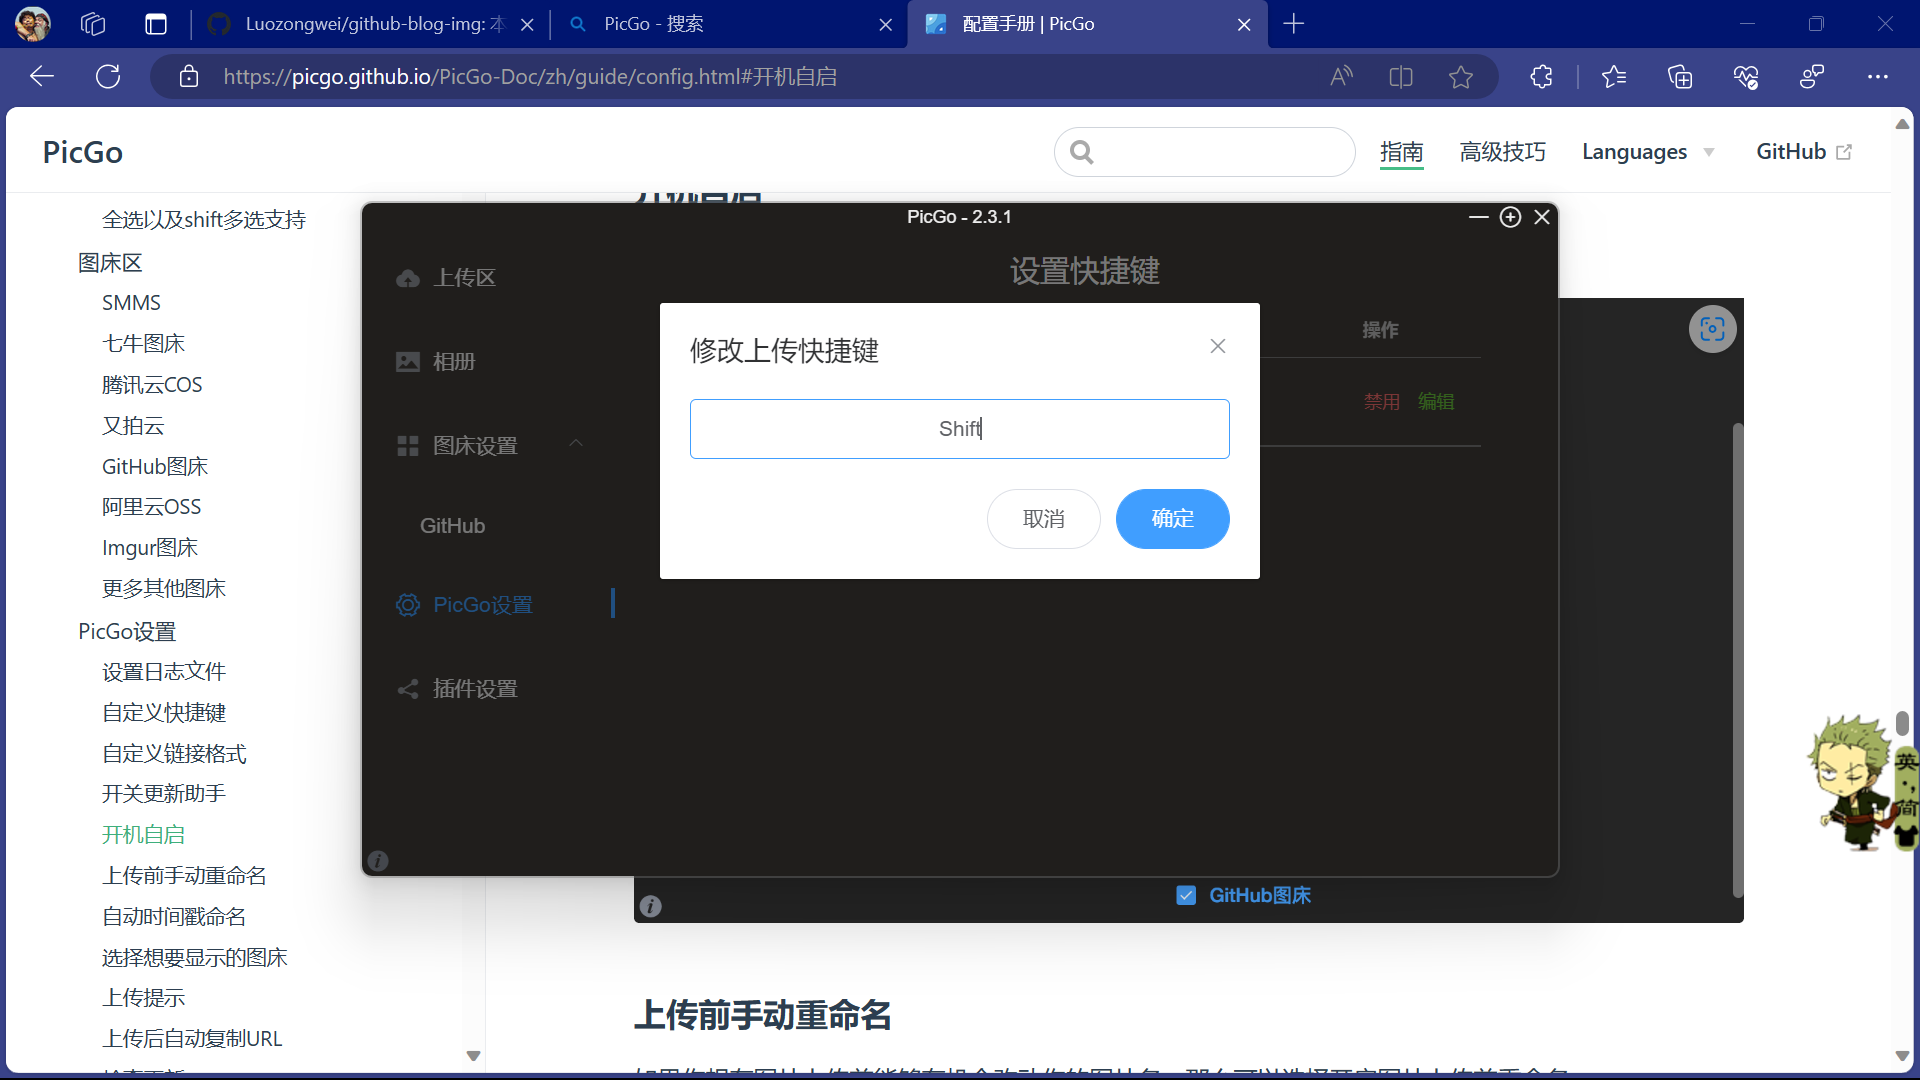 Luozongwei/github-blog-img: 本
PicGo - 搜索
配置手册 | PicGo
https://picgo.github.io/PicGo-Doc/zh/guide/config.html#开机自启
PicGo
指南
高级技巧
Languages
GitHub
全选以及shift多选支持
图床区
SMMS
七牛图床
腾讯云COS
又拍云
GitHub图床
阿里云OSS
Imgur图床
更多其他图床
PicGo设置
设置日志文件
自定义快捷键
自定义链接格式
开关更新助手
开机自启
上传前手动重命名
自动时间戳命名
选择想要显示的图床
上传提示
上传后自动复制URL
开机自启
PicGo - 2.3.1
上传区
相册
图床设置
GitHub
PicGo设置
插件设置
设置快捷键
操作
禁用 编辑
修改上传快捷键
Shift
取消
确定
GitHub图床
上传前手动重命名
英
简